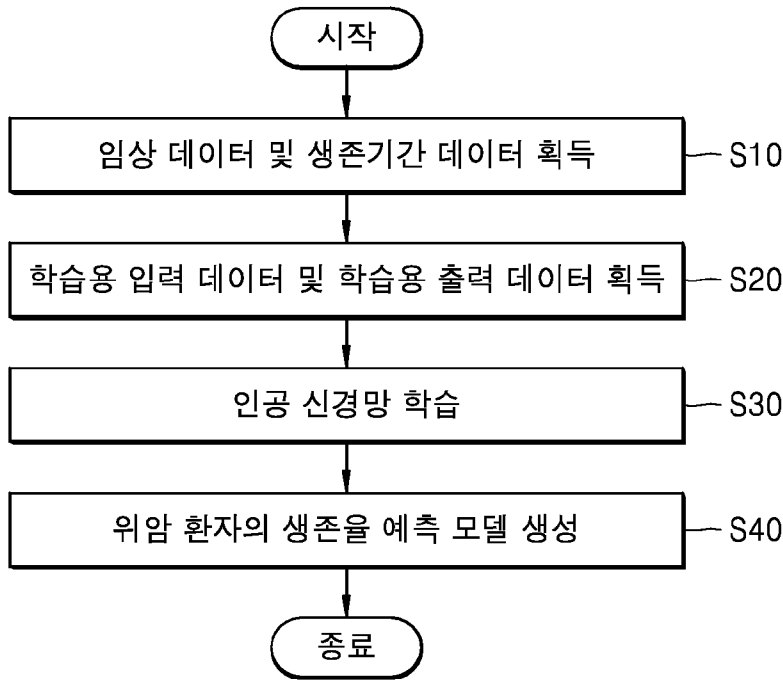 시작
임상 데이터 및 생존기간 데이터 획득
S10
학습용 입력 데이터 및 학습용 출력 데이터 획득
S20
인공 신경망 학습
S30
위암 환자의 생존율 예측 모델 생성
S40
종료